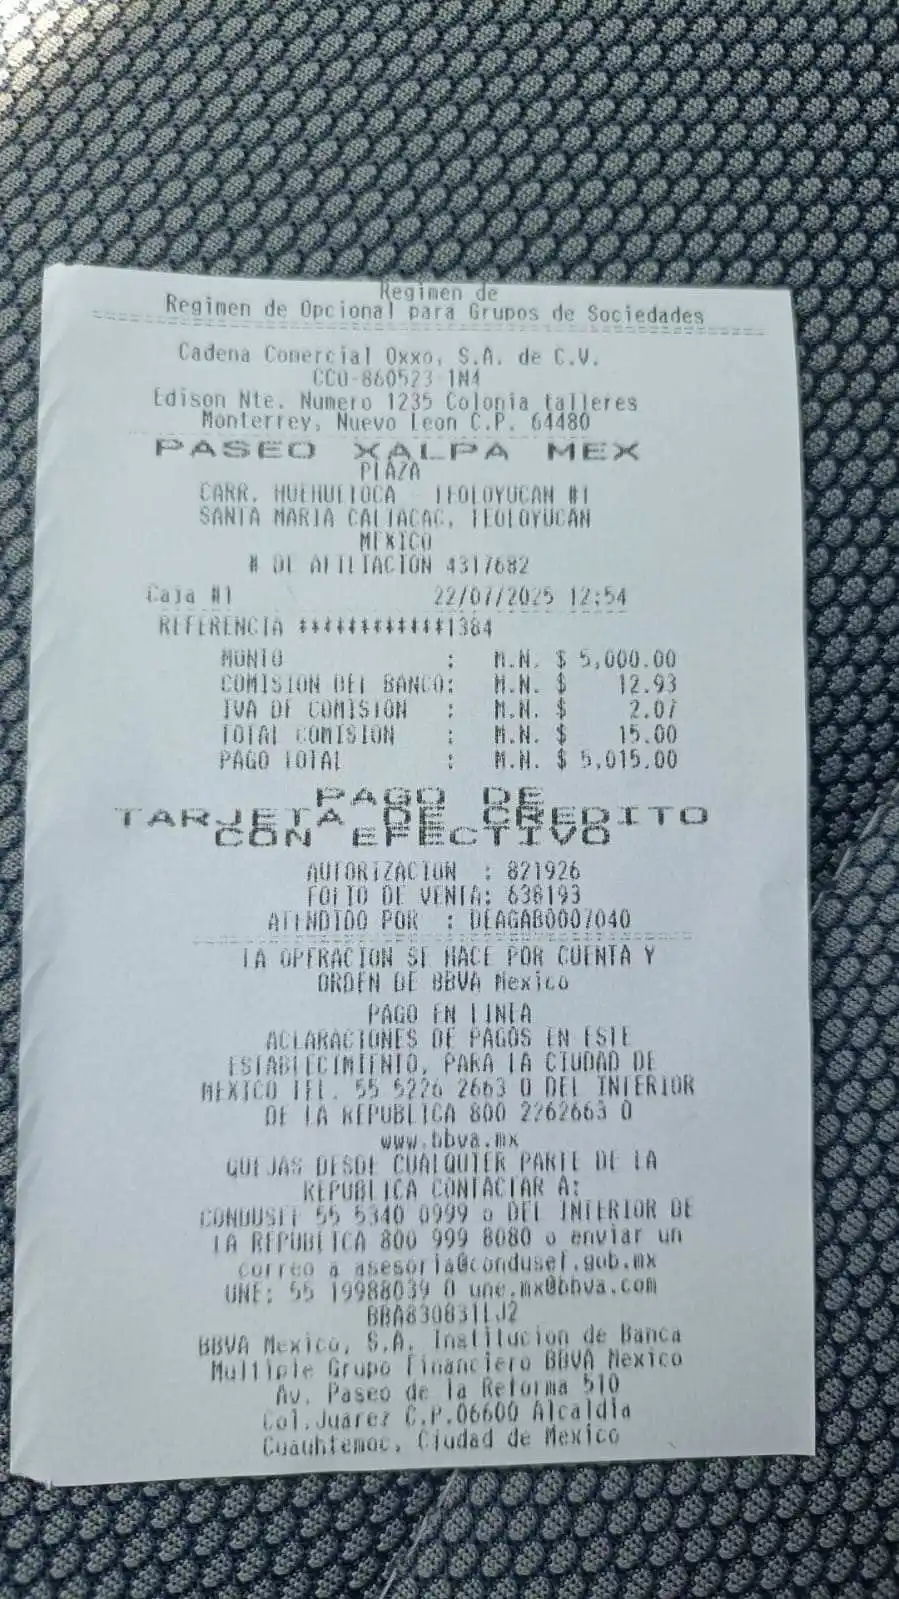 Regimen de
Regimen de Opcional para Grupos de Sociedades
Cadena Comercial Oxxo, S.A. de C.V.
CCO-860523-1N4
Edison Nte. Numero 1235 Colonia talleres
Monterrey, Nuevo Leon C.P. 64480
PASEO XALPA MEX
PLAZA
CARR. HUEHUETOCA - TEOLOYUCAN #1
SANTA MARIA CALIACAC, TEOLOYUCAN
MEXICO
# DE AFILIACION 4317682
Caja #1 22/07/2025 12:54
REFERENCIA ************1384
MONTO : M.N. $ 5,000.00
COMISION DEL BANCO: M.N. $ 12.93
IVA DE COMISION : M.N. $ 2.07
TOTAL COMISION : M.N. $ 15.00
PAGO TOTAL : M.N. $ 5,015.00
PAGO DE
TARJETA DE CREDITO
CON EFECTIVO
AUTORIZACION : 821926
FOLIO DE VENTA: 638193
ATENDIDO POR : DEAGAB0007040
LA OPERACION SE HACE POR CUENTA Y
ORDEN DE BBVA Mexico
PAGO EN LINEA
ACLARACIONES DE PAGOS EN ESTE
ESTABLECIMIENTO, PARA LA CIUDAD DE
MEXICO TEL. 55 5226 2663 O DEL INTERIOR
DE LA REPUBLICA 800 2262663 O
www.bbva.mx
QUEJAS DESDE CUALQUIER PARTE DE LA
REPUBLICA CONTACTAR A:
CONDUSEF 55 5340 0999 o DEL INTERIOR DE
LA REPUBLICA 800 999 8080 o enviar un
correo a asesoria@condusef.gob.mx
UNE: 55 19988039 O une.mx@bbva.com
BBA830831LJ2
BBVA Mexico, S.A. Institucion de Banca
Multiple Grupo Financiero BBVA Mexico
Av. Paseo de la Reforma 510
Col.Juarez C.P.06600 Alcaldia
Cuauhtemoc, Ciudad de Mexico